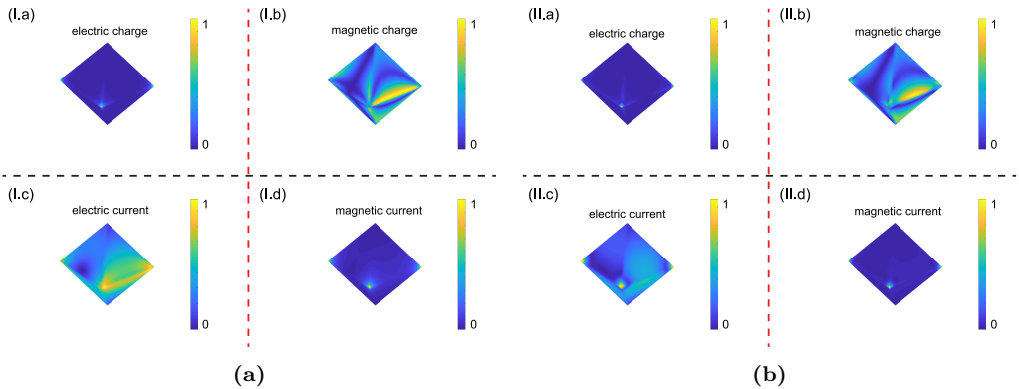 (I.a)
electric charge
1
0
(I.b)
magnetic charge
1
0
(II.a)
electric charge
1
0
(II.b)
magnetic charge
1
0
(I.c)
electric current
1
0
(I.d)
magnetic current
1
0
(II.c)
electric current
1
0
(II.d)
magnetic current
1
0
(a)
(b)